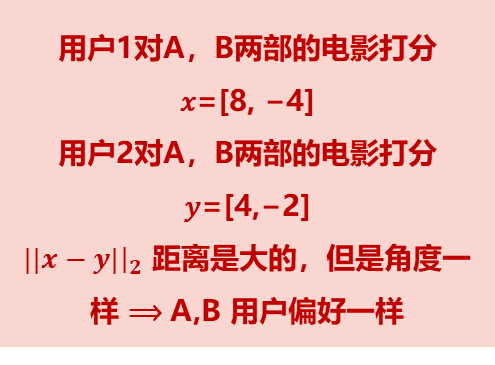 用户1对A，B两部的电影打分
x=[8, −4]
用户2对A，B两部的电影打分
y=[4,−2]
||x − y||₂ 距离是大的，但是角度一
样 ⟹ A,B 用户偏好一样